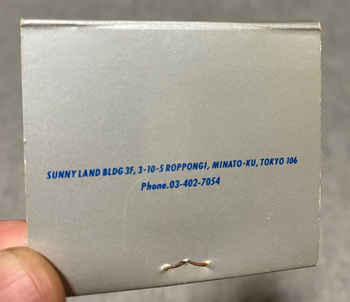 SUNNY LAND BLDG 3F, 3-10-5 ROPPONGI, MINATO-KU, TOKYO 106
Phone.03-402-7054